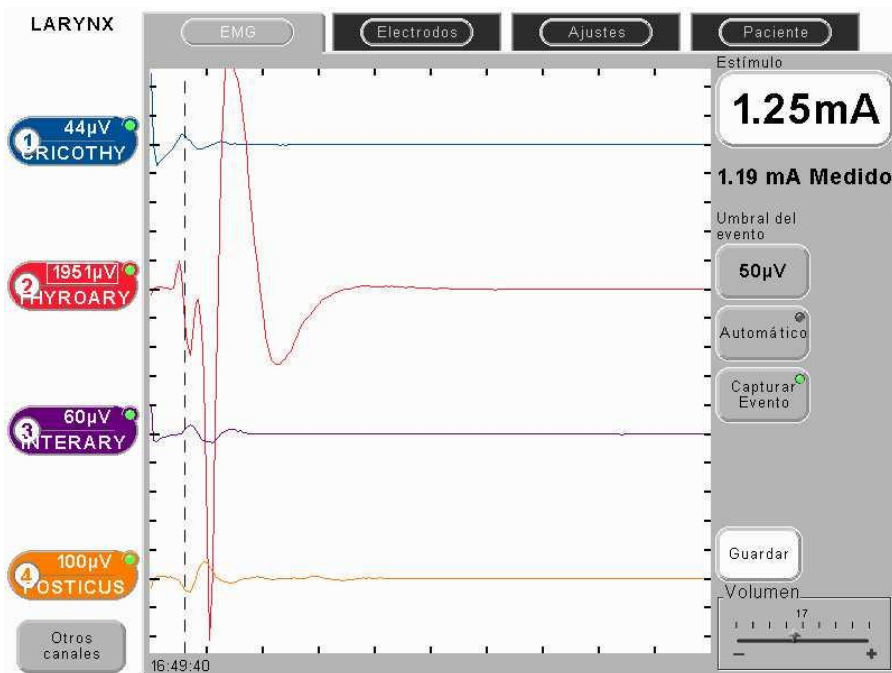 LARYNX
EMG
Electrodos
Ajustes
Paciente
Estímulo
1.25mA
1.19 mA Medido
Umbral del
evento
50µV
Automático
Capturar
Evento
Guardar
Volumen
17
- +
1 44µV
CRICOTHY
2 1951µV
THYROARY
3 60µV
INTERARY
4 100µV
POSTICUS
Otros
canales
16:49:40